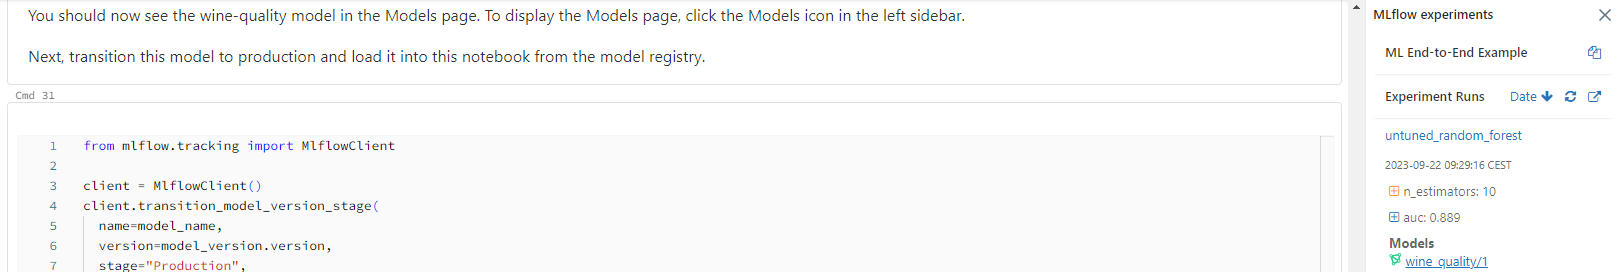 You should now see the wine-quality model in the Models page. To display the Models page, click the Models icon in the left sidebar.
Next, transition this model to production and load it into this notebook from the model registry.
Cmd 31
1 from mlflow.tracking import MlflowClient
2
3 client = MlflowClient()
4 client.transition_model_version_stage(
5 name=model_name,
6 version=model_version.version,
7 stage="Production",
MLflow experiments
ML End-to-End Example
Experiment Runs Date
untuned_random_forest
2023-09-22 09:29:16 CEST
n_estimators: 10
auc: 0.889
Models
wine_quality/1